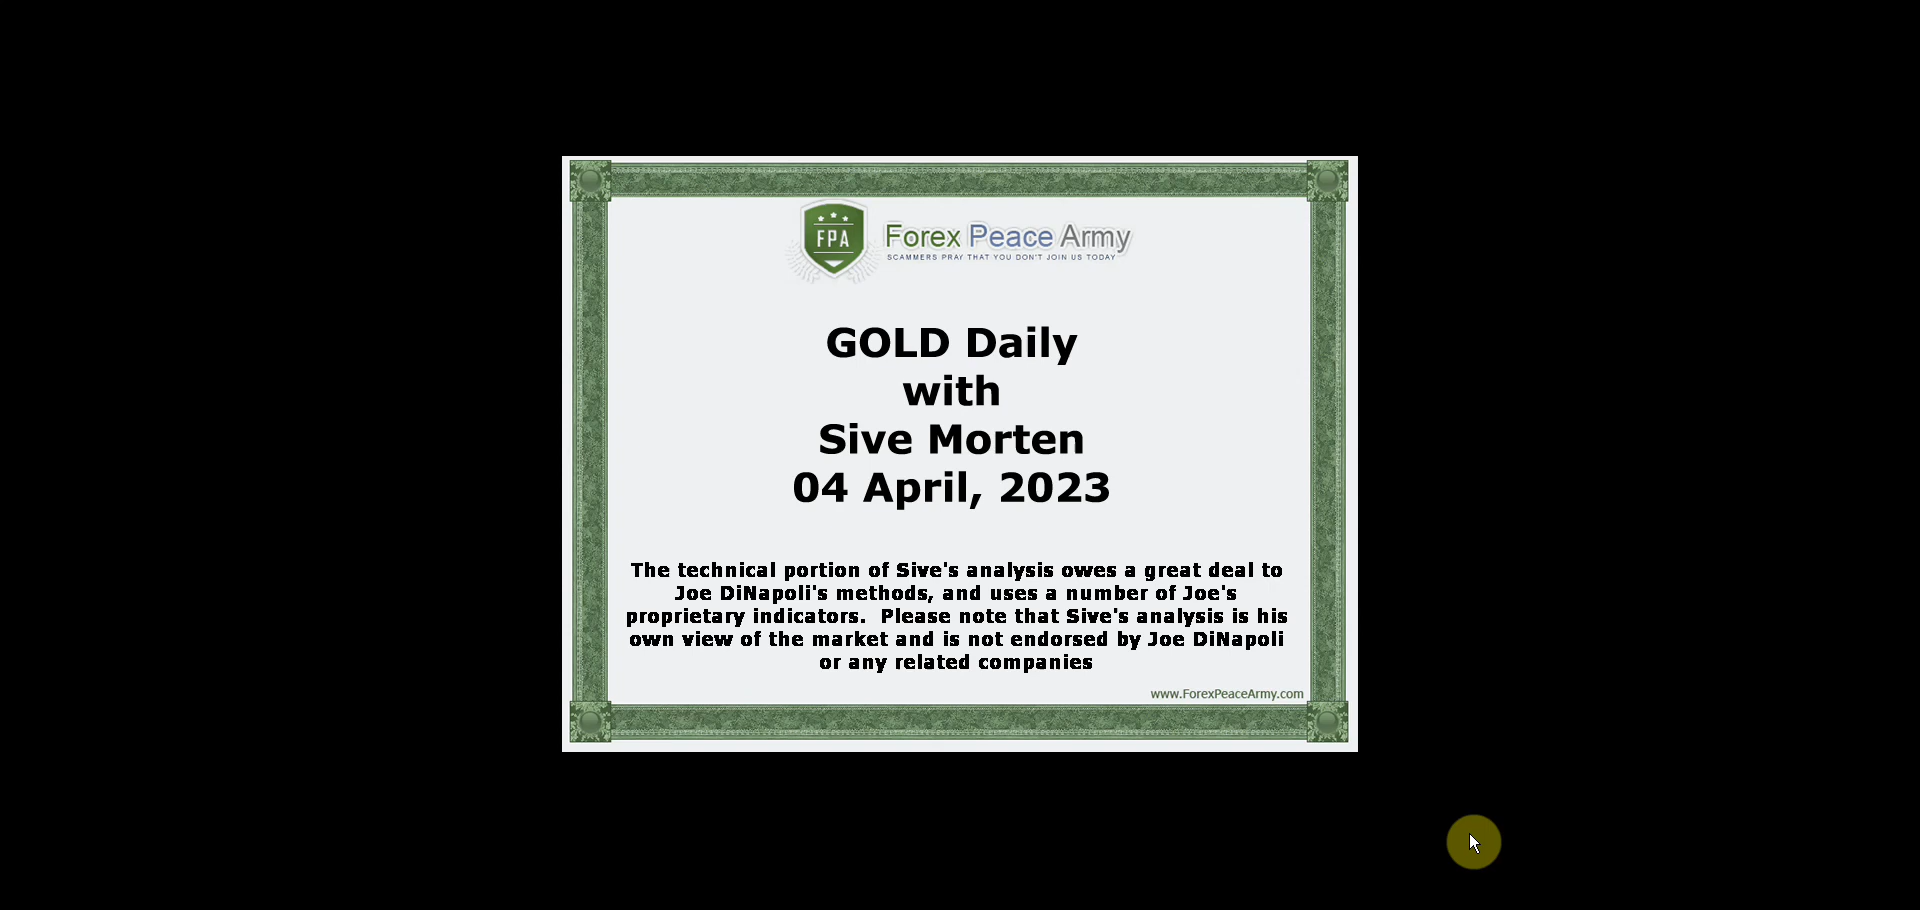 FPA
Forex Peace Army
SCAMMERS PRAY THAT YOU DON'T JOIN US TODAY
GOLD Daily
with
Sive Morten
04 April, 2023
The technical portion of Sive's analysis owes a great deal to
Joe DiNapoli's methods, and uses a number of Joe's
proprietary indicators.  Please note that Sive's analysis is his
own view of the market and is not endorsed by Joe DiNapoli
or any related companies
www.ForexPeaceArmy.com